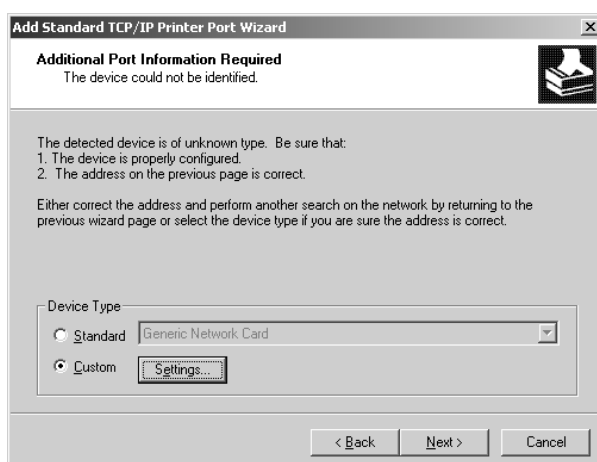 Add Standard TCP/IP Printer Port Wizard
Additional Port Information Required
The device could not be identified.
The detected device is of unknown type. Be sure that:
1. The device is properly configured.
2. The address on the previous page is correct.
Either correct the address and perform another search on the network by returning to the
previous wizard page or select the device type if you are sure the address is correct.
Device Type
Standard Generic Network Card
Custom Settings...
< Back Next > Cancel